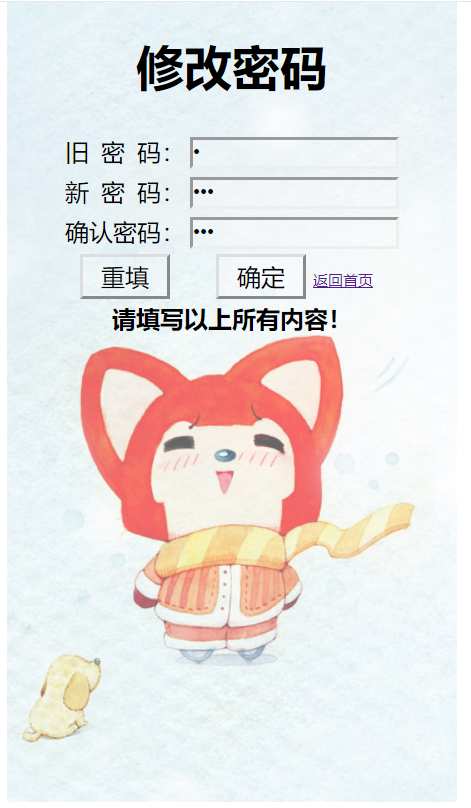 修改密码
旧 密 码： •
新 密 码： •••
确认密码： •••
重填 确定 返回首页
请填写以上所有内容！